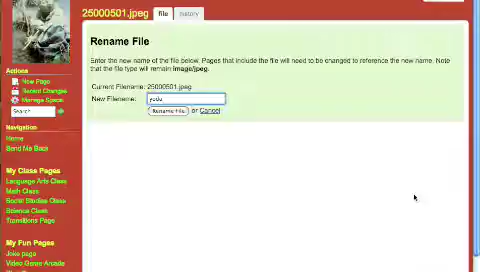 25000501.jpeg file history
Rename File
Enter the new name of the file below. Pages that include the file will need to be changed to reference the new name. Note
that the file type will remain image/jpeg.
Current Filename: 25000501.jpeg
New Filename: yoda
Rename File or Cancel
Actions
New Page
Recent Changes
Manage Space
Search
Navigation
Home
Send Me Back
My Class Pages
Language Arts Class
Math Class
Social Studies Class
Science Class
Transitions Page
My Fun Pages
Joke page
Video Game Arcade